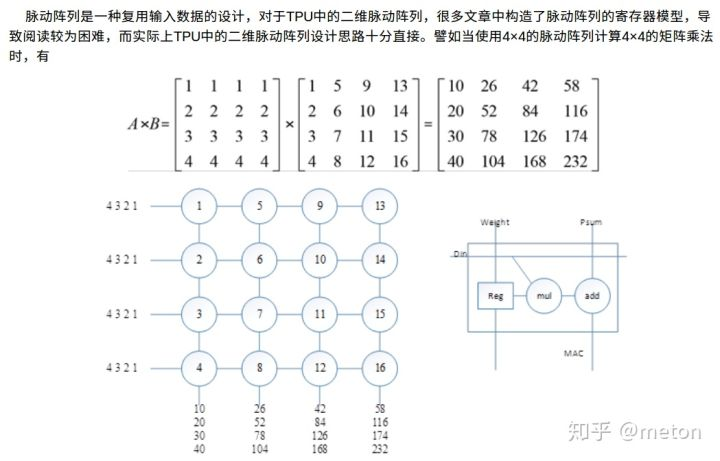 脉动阵列是一种复用输入数据的设计，对于TPU中的二维脉动阵列，很多文章中构造了脉动阵列的寄存器模型，导
致阅读较为困难，而实际上TPU中的二维脉动阵列设计思路十分直接。譬如当使用4×4的脉动阵列计算4×4的矩阵乘法
时，有
1 1 1 1 1 5 9 13 10 26 42 58
2 2 2 2 2 6 10 14 20 52 84 116
A×B= × =
3 3 3 3 3 7 11 15 30 78 126 174
4 4 4 4 4 8 12 16 40 104 168 232
4 3 2 1 1 5 9 13
4 3 2 1 2 6 10 14
4 3 2 1 3 7 11 15
4 3 2 1 4 8 12 16
10 26 42 58
20 52 84 116
30 78 126 174
40 104 168 232
Weight Psum
Din
Reg mul add
MAC
知乎 @meton